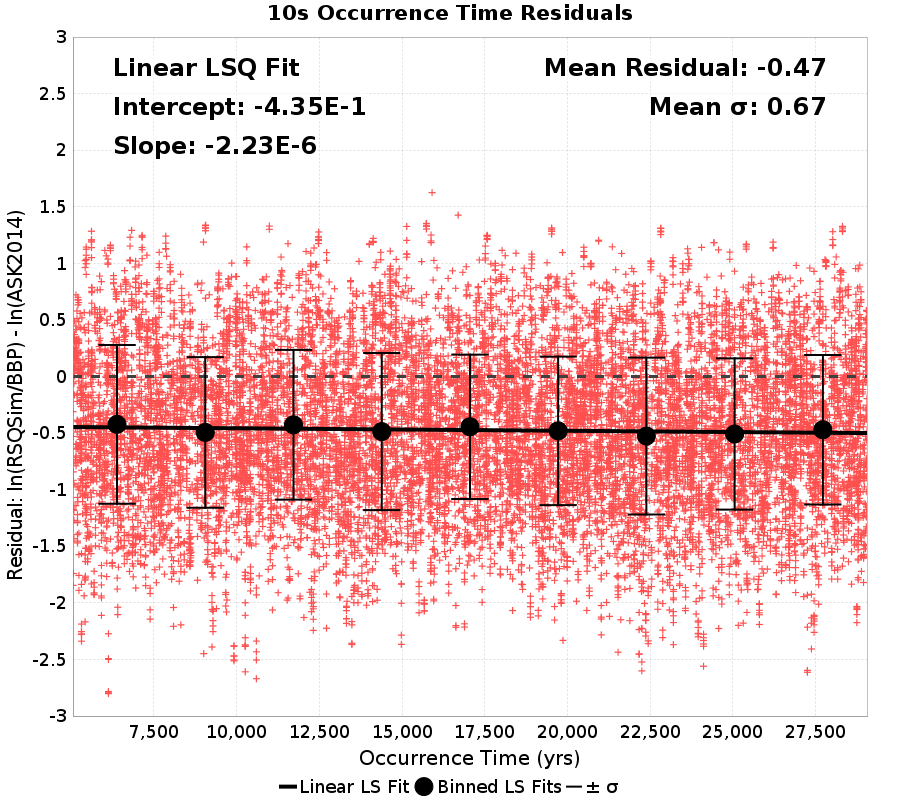 10s Occurrence Time Residuals
Linear LSQ Fit
Intercept: -4.35E-1
Slope: -2.23E-6
Mean Residual: -0.47
Mean σ: 0.67
Residual: ln(RSQSim/BBP) - ln(ASK2014)
3
2.5
2
1.5
1
0.5
0
-0.5
-1
-1.5
-2
-2.5
-3
7,500 10,000 12,500 15,000 17,500 20,000 22,500 25,000 27,500
Occurrence Time (yrs)
Linear LS Fit Binned LS Fits ± σ